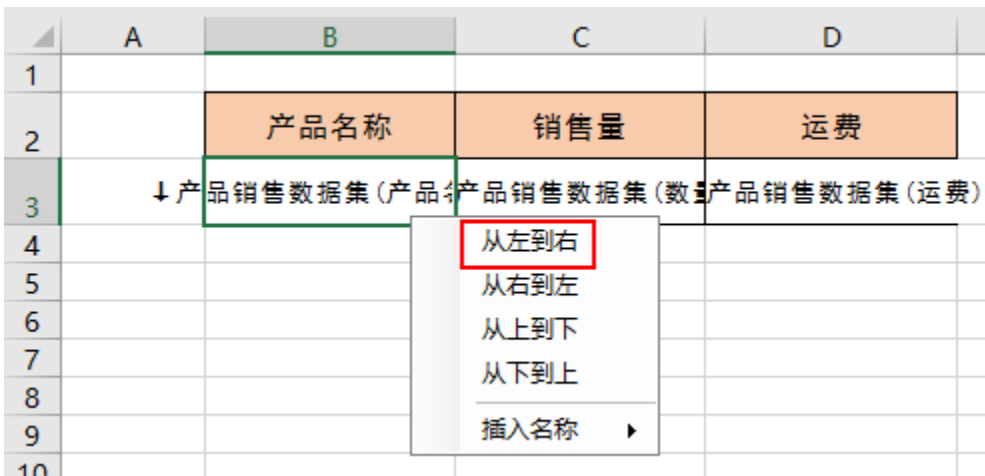 A B C D
1
2 产品名称 销售量 运费
3 ↓产品销售数据集(产品 产品销售数据集(数 产品销售数据集(运费)
4 从左到右
5 从右到左
6 从上到下
7 从下到上
8
9 插入名称
10